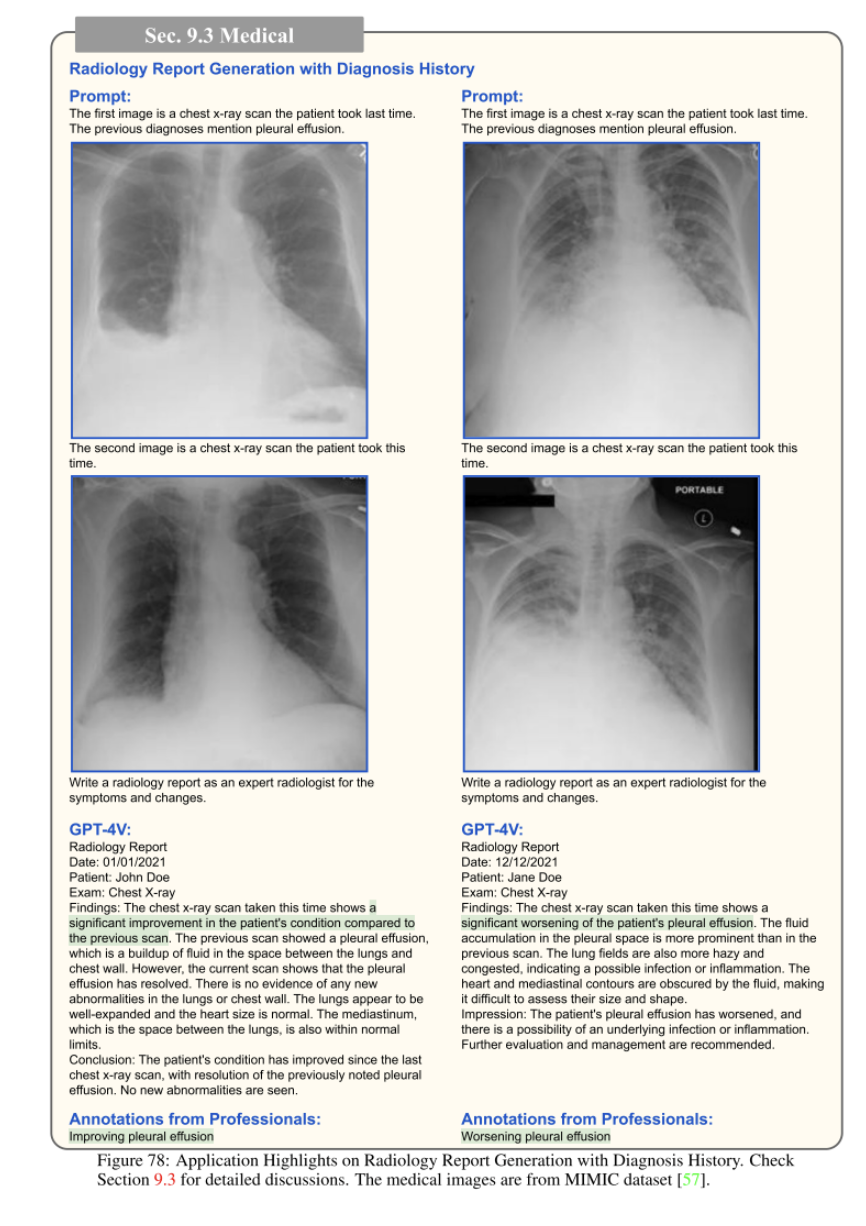 Sec. 9.3 Medical
Radiology Report Generation with Diagnosis History
Prompt:
The first image is a chest x-ray scan the patient took last time.
The previous diagnoses mention pleural effusion.
The second image is a chest x-ray scan the patient took this
time.
Write a radiology report as an expert radiologist for the
symptoms and changes.
GPT-4V:
Radiology Report
Date: 01/01/2021
Patient: John Doe
Exam: Chest X-ray
Findings: The chest x-ray scan taken this time shows a
significant improvement in the patient's condition compared to
the previous scan. The previous scan showed a pleural effusion,
which is a buildup of fluid in the space between the lungs and
chest wall. However, the current scan shows that the pleural
effusion has resolved. There is no evidence of any new
abnormalities in the lungs or chest wall. The lungs appear to be
well-expanded and the heart size is normal. The mediastinum,
which is the space between the lungs, is also within normal
limits.
Conclusion: The patient's condition has improved since the last
chest x-ray scan, with resolution of the previously noted pleural
effusion. No new abnormalities are seen.
Annotations from Professionals:
Improving pleural effusion
Prompt:
The first image is a chest x-ray scan the patient took last time.
The previous diagnoses mention pleural effusion.
The second image is a chest x-ray scan the patient took this
time.
PORTABLE
L
Write a radiology report as an expert radiologist for the
symptoms and changes.
GPT-4V:
Radiology Report
Date: 12/12/2021
Patient: Jane Doe
Exam: Chest X-ray
Findings: The chest x-ray scan taken this time shows a
significant worsening of the patient's pleural effusion. The fluid
accumulation in the pleural space is more prominent than in the
previous scan. The lung fields are also more hazy and
congested, indicating a possible infection or inflammation. The
heart and mediastinal contours are obscured by the fluid, making
it difficult to assess their size and shape.
Impression: The patient's pleural effusion has worsened, and
there is a possibility of an underlying infection or inflammation.
Further evaluation and management are recommended.
Annotations from Professionals:
Worsening pleural effusion
Figure 78: Application Highlights on Radiology Report Generation with Diagnosis History. Check
Section 9.3 for detailed discussions. The medical images are from MIMIC dataset [57].